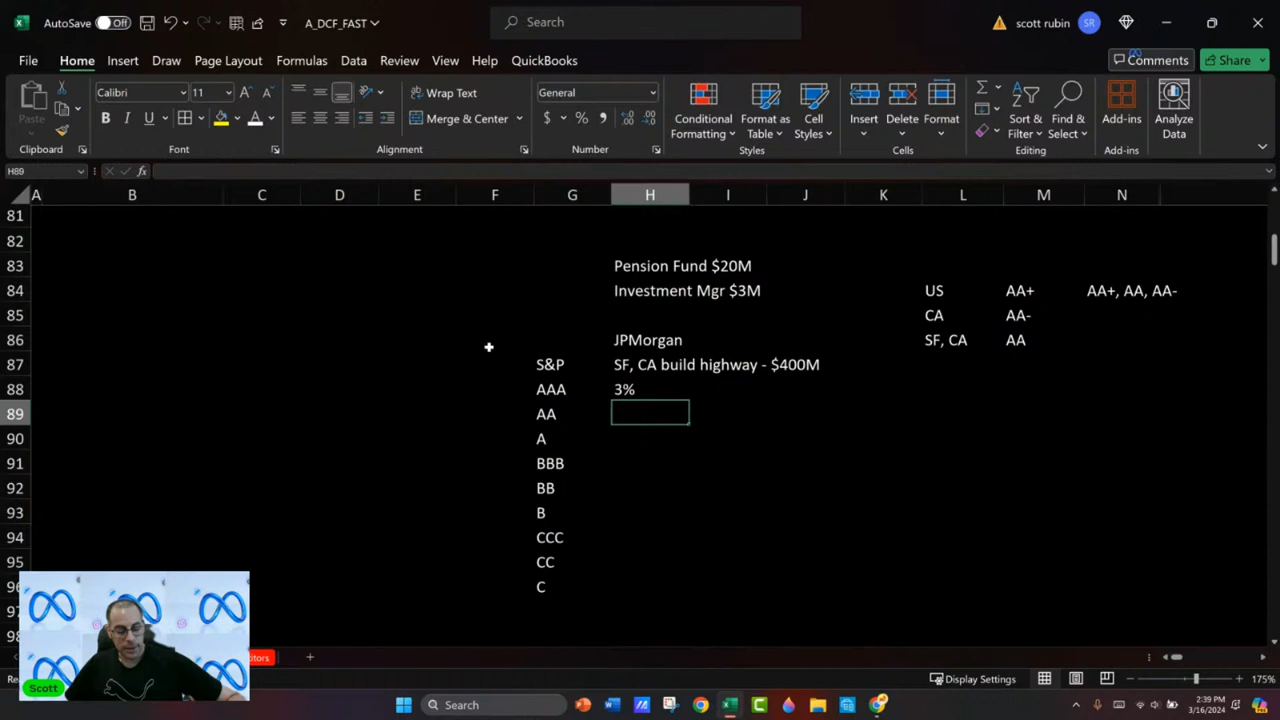 AutoSave Off A_DCF_FAST Search scott rubin SR
File Home Insert Draw Page Layout Formulas Data Review View Help QuickBooks Comments Share
Paste Calibri 11 A A Wrap Text General Conditional Formatting Format as Table Cell Styles Insert Delete Format Sort & Filter Find & Select Add-ins Analyze Data
B I U A Merge & Center $ % ,
Clipboard Font Alignment Number Styles Cells Editing Add-ins
H89 fx
A B C D E F G H I J K L M N
81
82
83 Pension Fund $20M
84 Investment Mgr $3M US AA+ AA+, AA, AA-
85 CA AA-
86 JPMorgan SF, CA AA
87 S&P SF, CA build highway - $400M
88 AAA 3%
89 AA
90 A
91 BBB
92 BB
93 B
94 CCC
95 CC
96 C
97
98
Scott
Display Settings 175%
Search 2:39 PM
3/16/2024